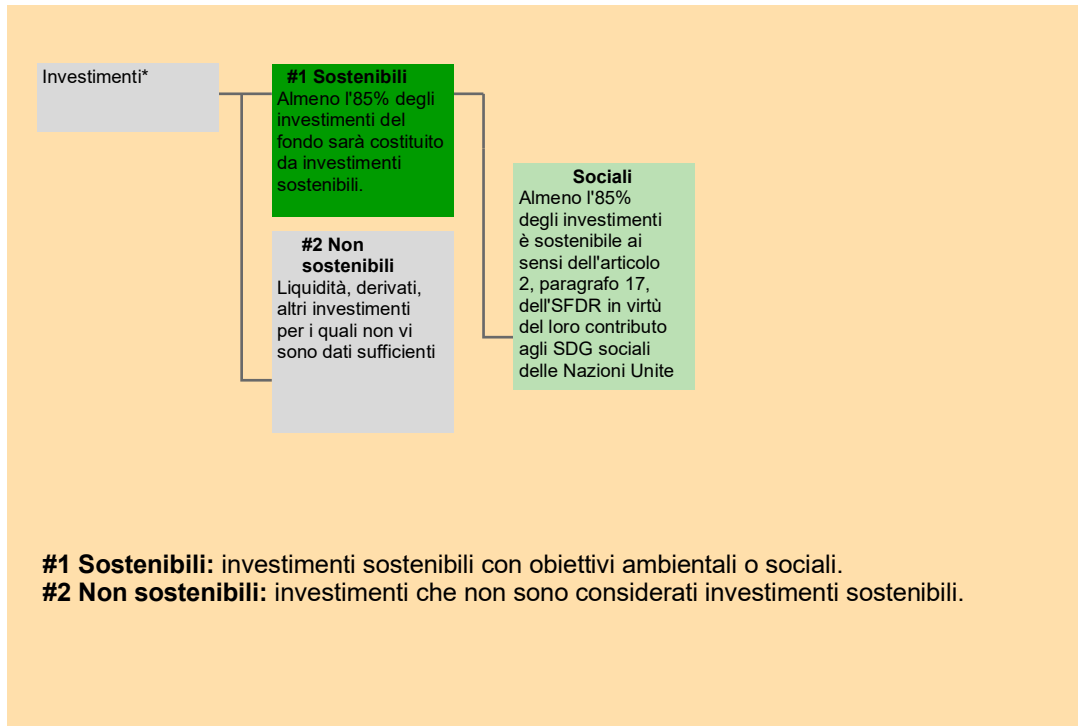 Investimenti*
#1 Sostenibili
Almeno l'85% degli
investimenti del
fondo sarà costituito
da investimenti
sostenibili.
#2 Non
sostenibili
Liquidità, derivati,
altri investimenti
per i quali non vi
sono dati sufficienti
Sociali
Almeno l'85%
degli investimenti
è sostenibile ai
sensi dell'articolo
2, paragrafo 17,
dell'SFDR in virtù
del loro contributo
agli SDG sociali
delle Nazioni Unite
#1 Sostenibili: investimenti sostenibili con obiettivi ambientali o sociali.
#2 Non sostenibili: investimenti che non sono considerati investimenti sostenibili.